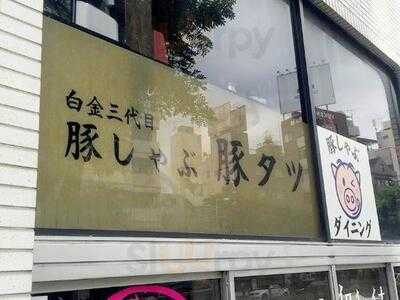 白金三代目
豚しゃぶ 豚タツ
豚しゃぶ
ダイニング